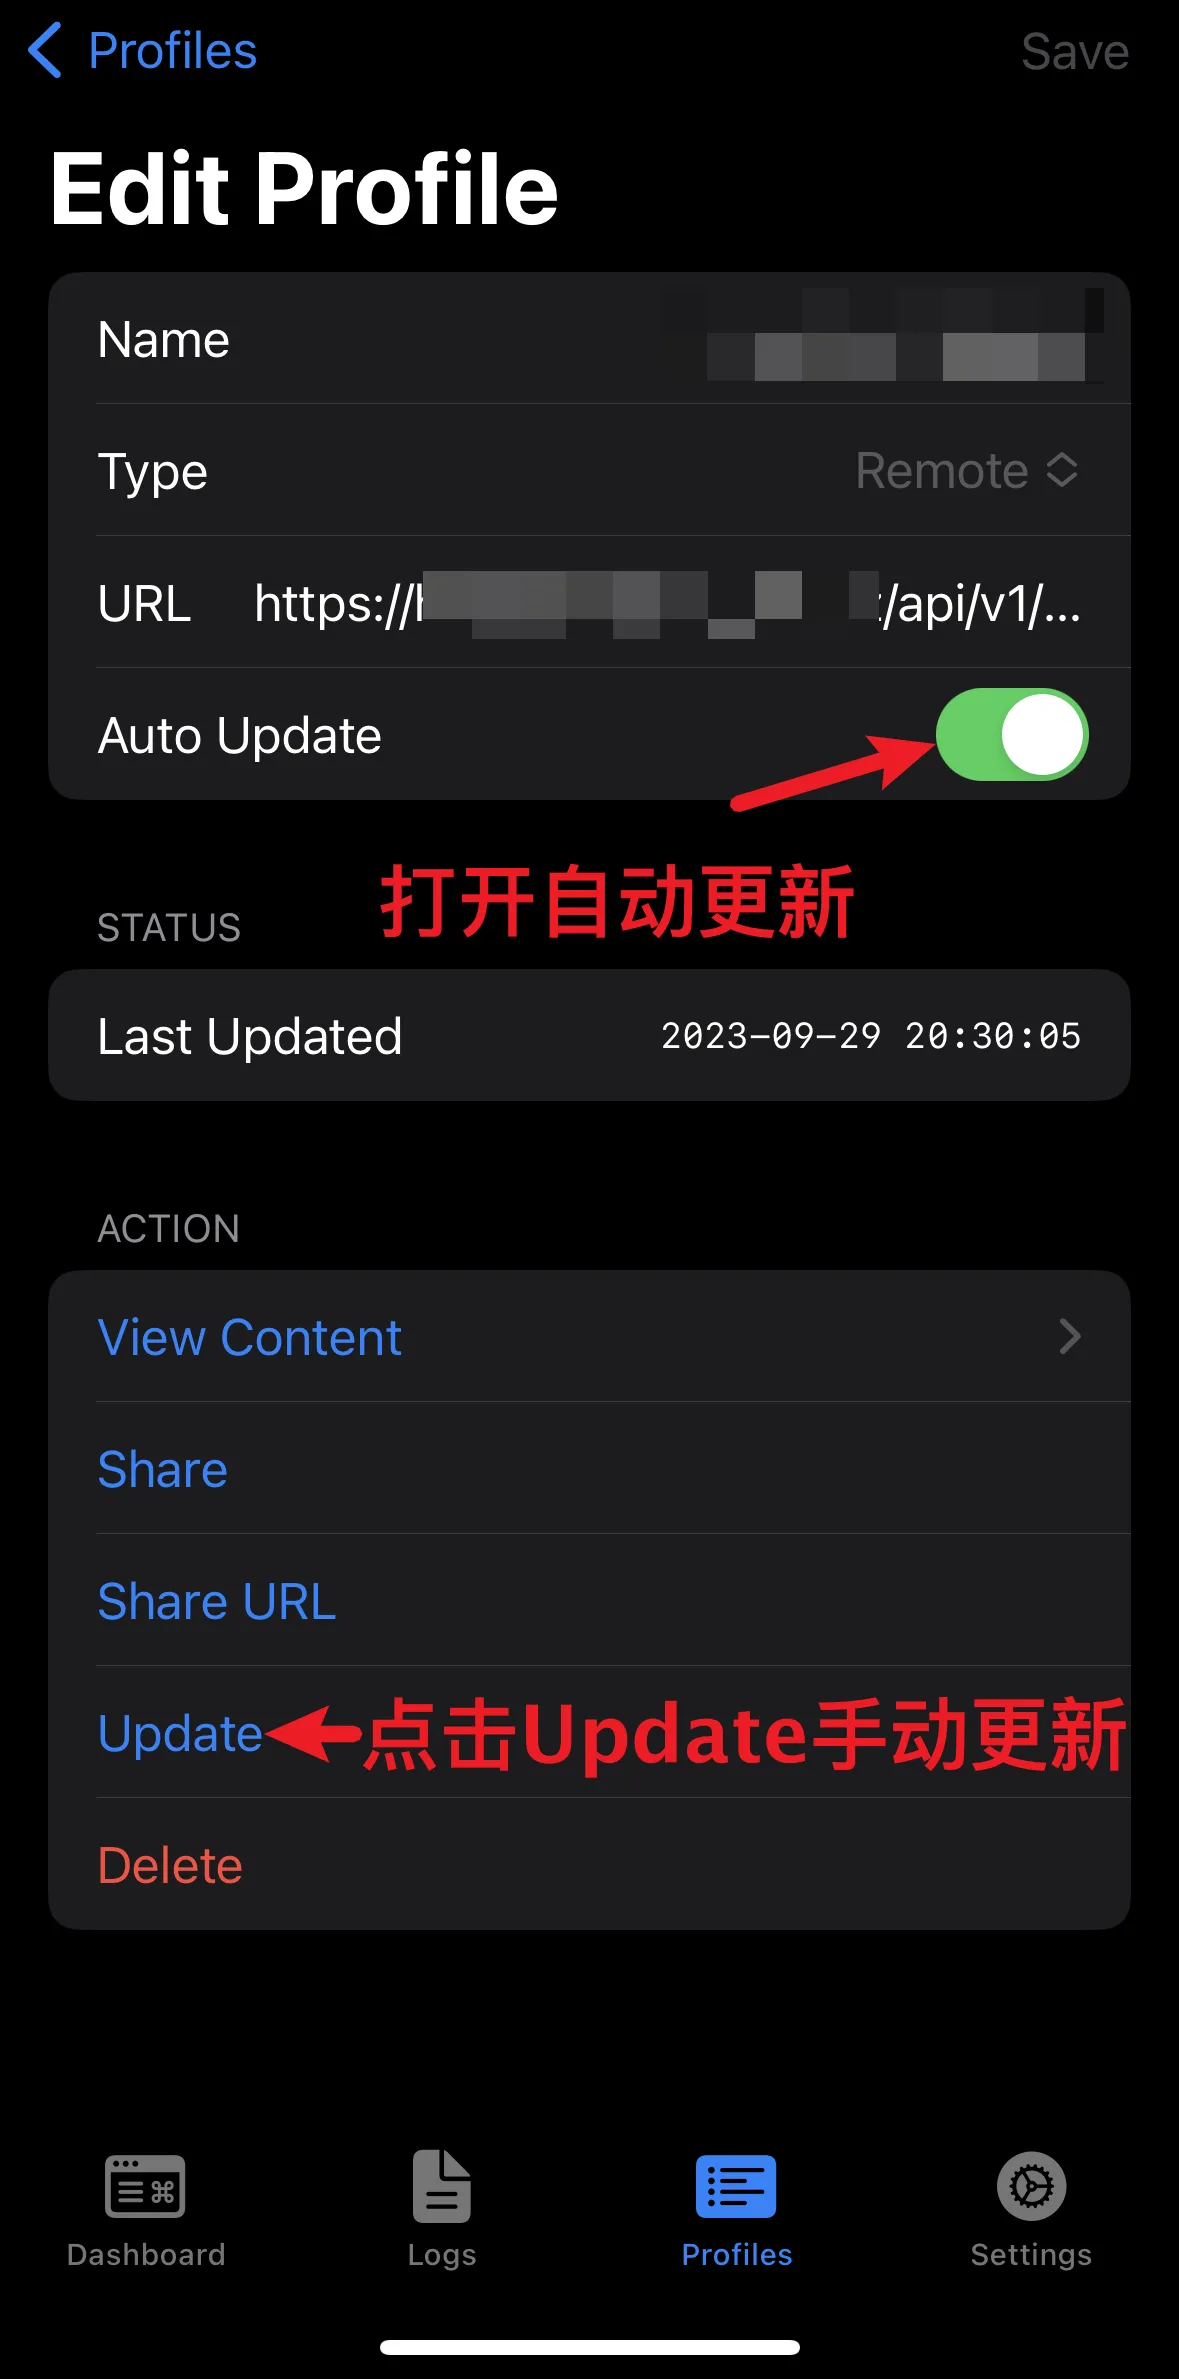 Profiles
Save
Edit Profile
Name
Type Remote
URL https:// /api/v1/...
Auto Update
打开自动更新
STATUS
Last Updated 2023-09-29 20:30:05
ACTION
View Content
Share
Share URL
Update 点击Update手动更新
Delete
Dashboard Logs Profiles Settings